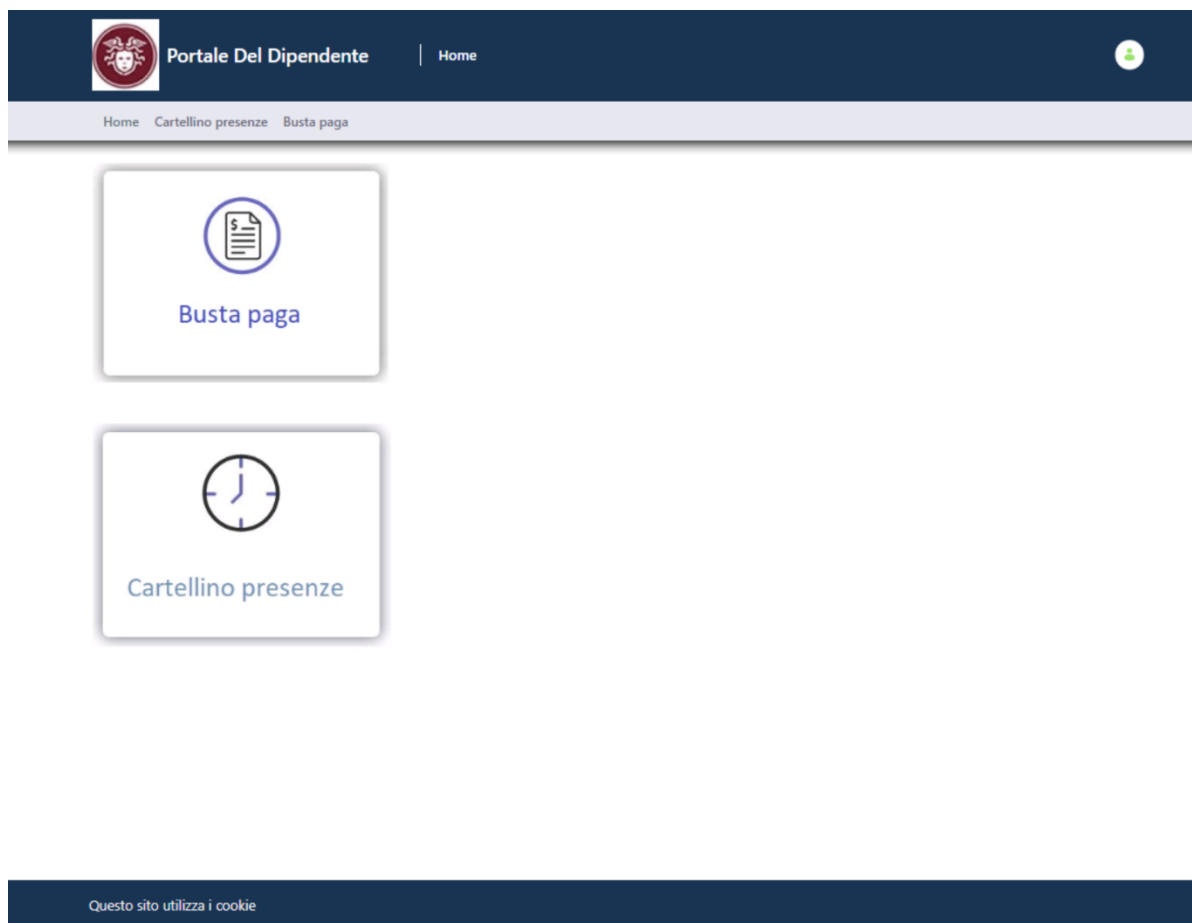 Portale Del Dipendente Home
Home Cartellino presenze Busta paga
$
Busta paga
Cartellino presenze
Questo sito utilizza i cookie